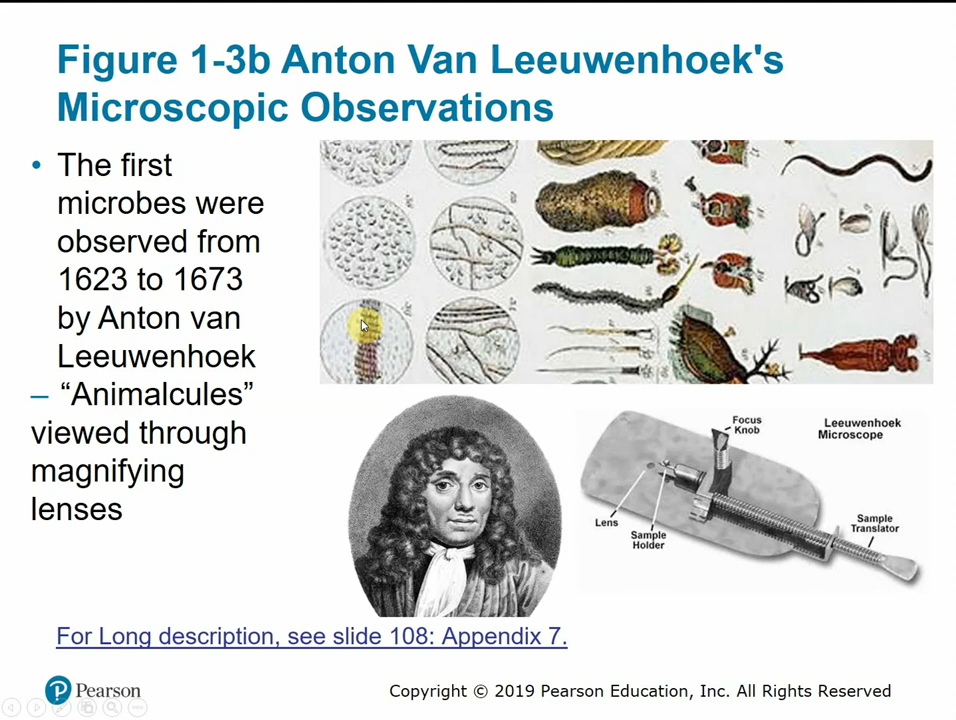 Figure 1-3b Anton Van Leeuwenhoek's
Microscopic Observations
• The first
microbes were
observed from
1623 to 1673
by Anton van
Leeuwenhoek
– “Animalcules”
viewed through
magnifying
lenses
Focus
Knob
Leeuwenhoek
Microscope
Lens
Sample
Holder
Sample
Translator
For Long description, see slide 108: Appendix 7.
Pearson
Copyright © 2019 Pearson Education, Inc. All Rights Reserved